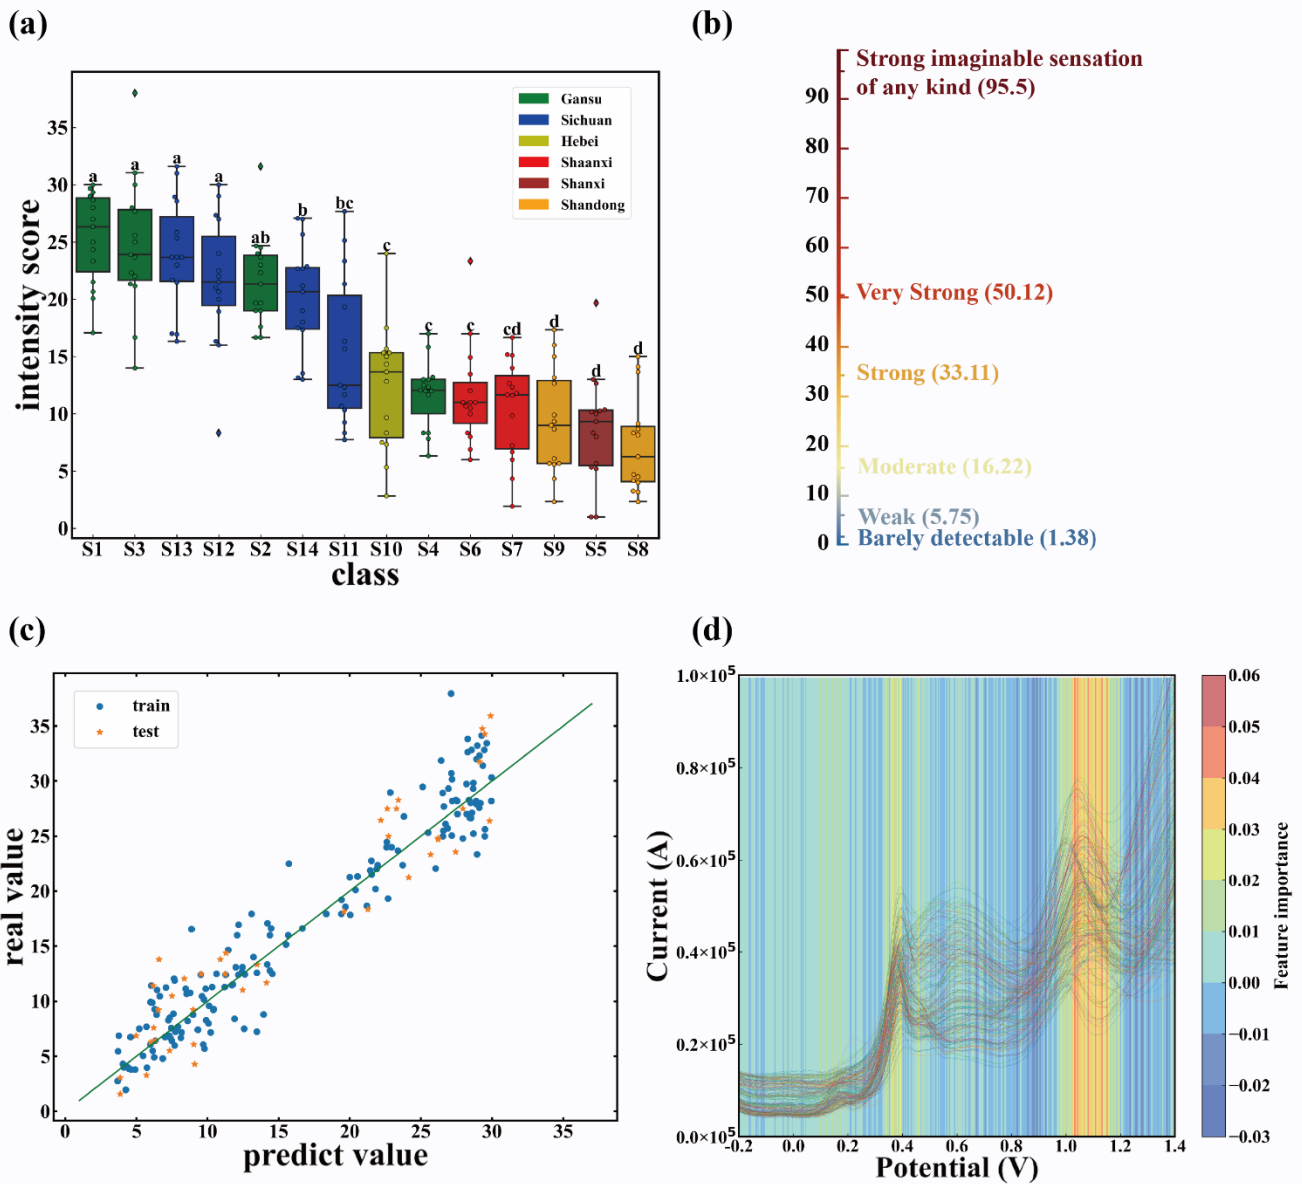 (a)
intensity score
35
30
25
20
15
10
5
0
Gansu
Sichuan
Hebei
Shaanxi
Shanxi
Shandong
a
a
a
a
ab
b
bc
c
c
c
cd
d
d
d
S1 S3 S13 S12 S2 S14 S11 S10 S4 S6 S7 S9 S5 S8
class
(b)
90
80
70
60
50
40
30
20
10
0
Strong imaginable sensation
of any kind (95.5)
Very Strong (50.12)
Strong (33.11)
Moderate (16.22)
Weak (5.75)
Barely detectable (1.38)
(c)
real value
35
30
25
20
15
10
5
0
train
test
0 5 10 15 20 25 30 35
predict value
(d)
Current (A)
1.0×10⁵
0.8×10⁵
0.6×10⁵
0.4×10⁵
0.2×10⁵
0.0×10⁵
-0.2 0.0 0.2 0.4 0.6 0.8 1.0 1.2 1.4
Potential (V)
0.06
0.05
0.04
0.03
0.02
0.01
0.00
−0.01
−0.02
−0.03
Feature importance